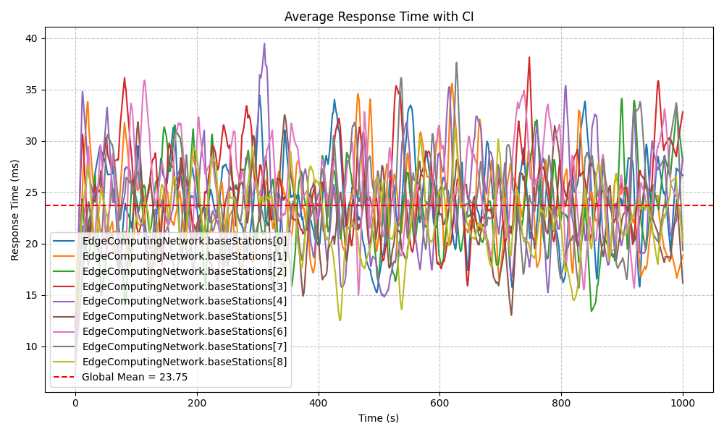 Average Response Time with CI
40
35
30
25
20
15
10
Response Time (ms)
EdgeComputingNetwork.baseStations[0]
EdgeComputingNetwork.baseStations[1]
EdgeComputingNetwork.baseStations[2]
EdgeComputingNetwork.baseStations[3]
EdgeComputingNetwork.baseStations[4]
EdgeComputingNetwork.baseStations[5]
EdgeComputingNetwork.baseStations[6]
EdgeComputingNetwork.baseStations[7]
EdgeComputingNetwork.baseStations[8]
Global Mean = 23.75
0 200 400 600 800 1000
Time (s)